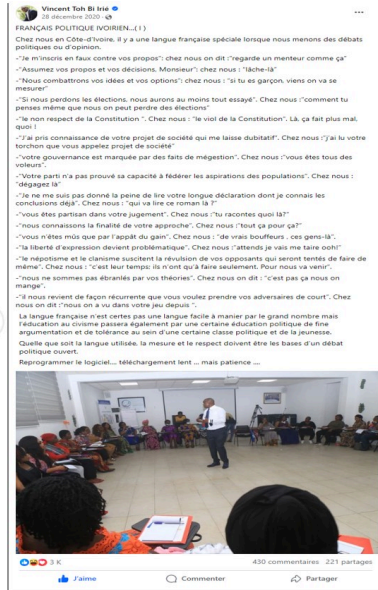 Vincent Toh Bi Irié
28 décembre 2020 ·
FRANÇAIS POLITIQUE IVOIRIEN...( I )
Chez nous en Côte-d'Ivoire, il y a une langue française spéciale lorsque nous menons des débats
politiques ou d'opinion.
-"Je m'inscris en faux contre vos propos": chez nous on dit :"regarde un menteur comme ça"
-"Assumez vos propos et vos décisions, Monsieur": chez nous : "lâche-là"
-"Nous combattrons vos idées et vos options": chez nous : "si tu es garçon, viens on va se
mesurer"
-"Si nous perdons les élections, nous aurons au moins tout essayé". Chez nous :"comment tu
penses même que nous on peut perdre des élections"
-"le non respect de la Constitution ". Chez nous : "le viol de la Constitution". Là, ça fait plus mal,
quoi !
-"J'ai pris connaissance de votre projet de société qui me laisse dubitatif". Chez nous :"j'ai lu votre
torchon que vous appelez projet de société"
-"votre gouvernance est marquée par des faits de mégestion". Chez nous :"vous êtes tous des
voleurs".
-"Votre parti n'a pas prouvé sa capacité à fédérer les aspirations des populations". Chez nous :
"dégagez là"
-"Je ne me suis pas donné la peine de lire votre longue déclaration dont je connais les
conclusions déjà". Chez nous : "qui va lire ce roman là ?"
-"vous êtes partisan dans votre jugement". Chez nous :"tu racontes quoi là?"
-"nous connaissons la finalité de votre approche". Chez nous :"tout ça pour ça?"
-"vous n'êtes mûs que par l'appât du gain". Chez nous : "de vrais bouffeurs , ces gens-là".
-"la liberté d'expression devient problématique". Chez nous :"attends je vais me taire ooh!"
-"le népotisme et le clanisme suscitent la révulsion de vos opposants qui seront tentés de faire de
même". Chez nous : "c'est leur temps; ils n'ont qu'à faire seulement. Pour nous va venir".
-"nous ne sommes pas ébranlés par vos théories". Chez nous on dit : "c'est pas ça nous on
mange".
-"il nous revient de façon récurrente que vous voulez prendre vos adversaires de court". Chez
nous on dit :"nous on a vu dans votre jeu depuis ".
La langue française n'est certes pas une langue facile à manier par le grand nombre mais
l'éducation au civisme passera également par une certaine éducation politique de fine
argumentation et de tolérance au sein d'une certaine classe politique et de la jeunesse.
Quelle que soit la langue utilisée, la mesure et le respect doivent être les bases d'un débat
politique ouvert.
Reprogrammer le logiciel.... téléchargement lent ... mais patience ....
3 K
430 commentaires 221 partages
J'aime
Commenter
Partager